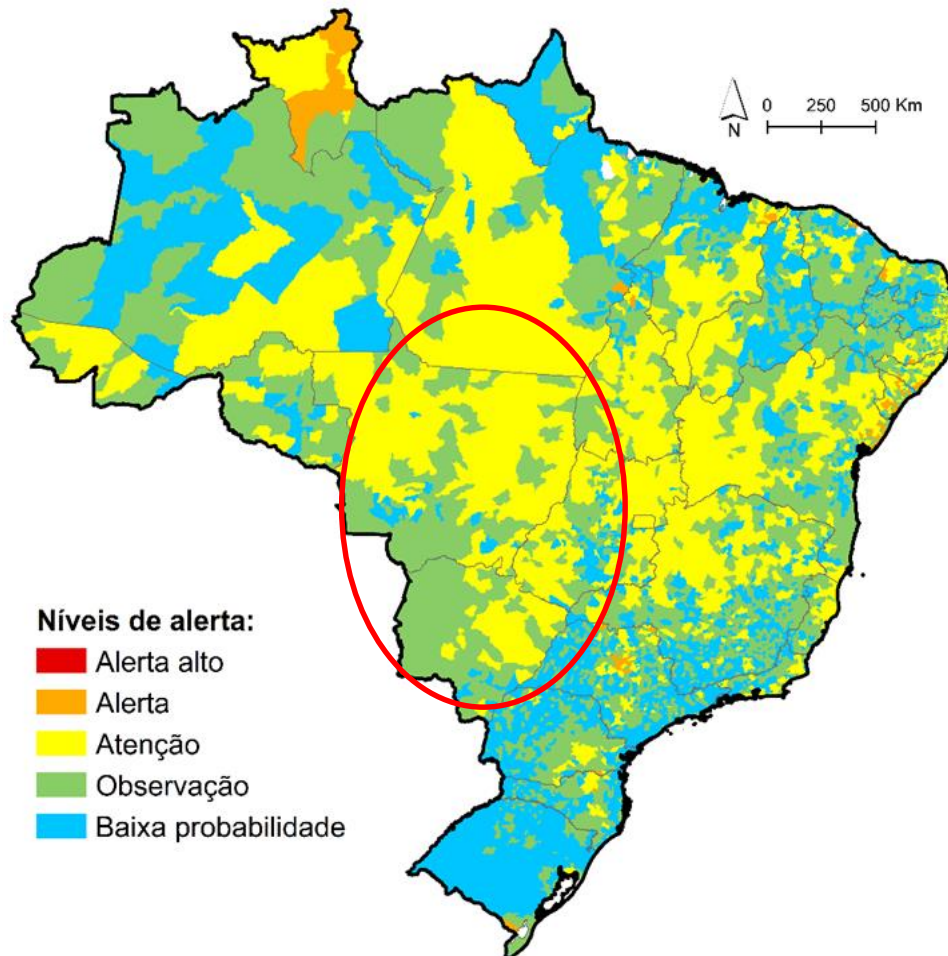 0 250 500 Km
N
Níveis de alerta:
Alerta alto
Alerta
Atenção
Observação
Baixa probabilidade